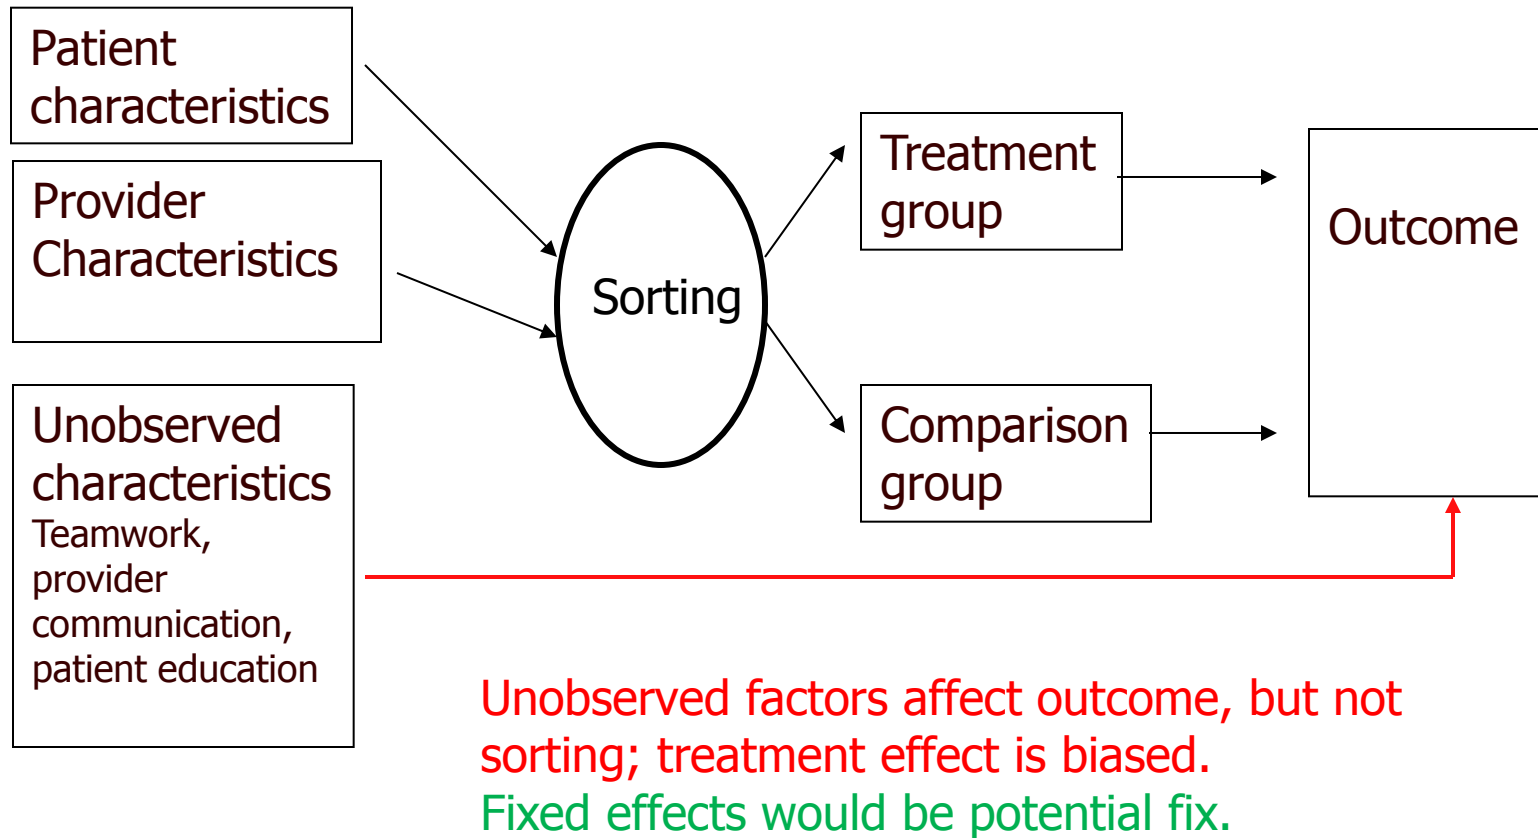 Patient
characteristics
Provider
Characteristics
Unobserved
characteristics
Teamwork,
provider
communication,
patient education
Sorting
Treatment
group
Comparison
group
Outcome
Unobserved factors affect outcome, but not
sorting; treatment effect is biased.
Fixed effects would be potential fix.